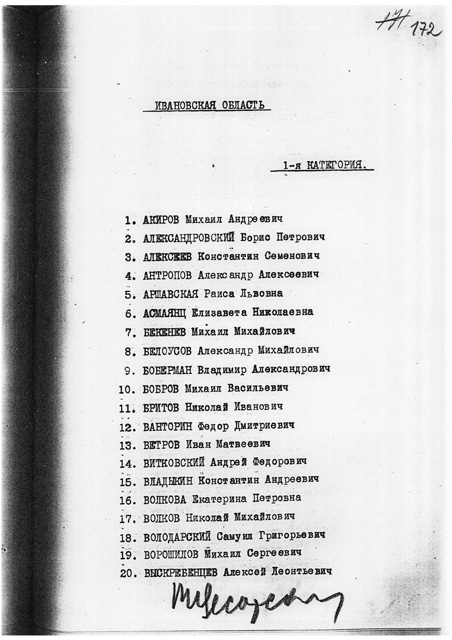 171 172
ИВАНОВСКАЯ ОБЛАСТЬ
1-я КАТЕГОРИЯ.
1. АКИРОВ Михаил Андреевич
2. АЛЕКСАНДРОВСКИЙ Борис Петрович
3. АЛЕКСЕЕВ Константин Семенович
4. АНТРОПОВ Александр Алексеевич
5. АРШАВСКАЯ Раиса Львовна
6. АСМАЯНЦ Елизавета Николаевна
7. БЕКЕНЕВ Михаил Михайлович
8. БЕЛОУСОВ Александр Михайлович
9. БОБЕРМАН Владимир Александрович
10. БОБРОВ Михаил Васильевич
11. БРИТОВ Николай Иванович
12. ВАНТОРИН Федор Дмитриевич
13. ВЕТРОВ Иван Матвеевич
14. ВИТКОВСКИЙ Андрей Федорович
15. ВЛАДЫКИН Константин Андреевич
16. ВОЛКОВА Екатерина Петровна
17. ВОЛКОВ Николай Михайлович
18. ВОЛОДАРСКИЙ Самуил Григорьевич
19. ВОРОШИЛОВ Михаил Сергеевич
20. ВЫСКРЕБЕНЦЕВ Алексей Леонтьевич